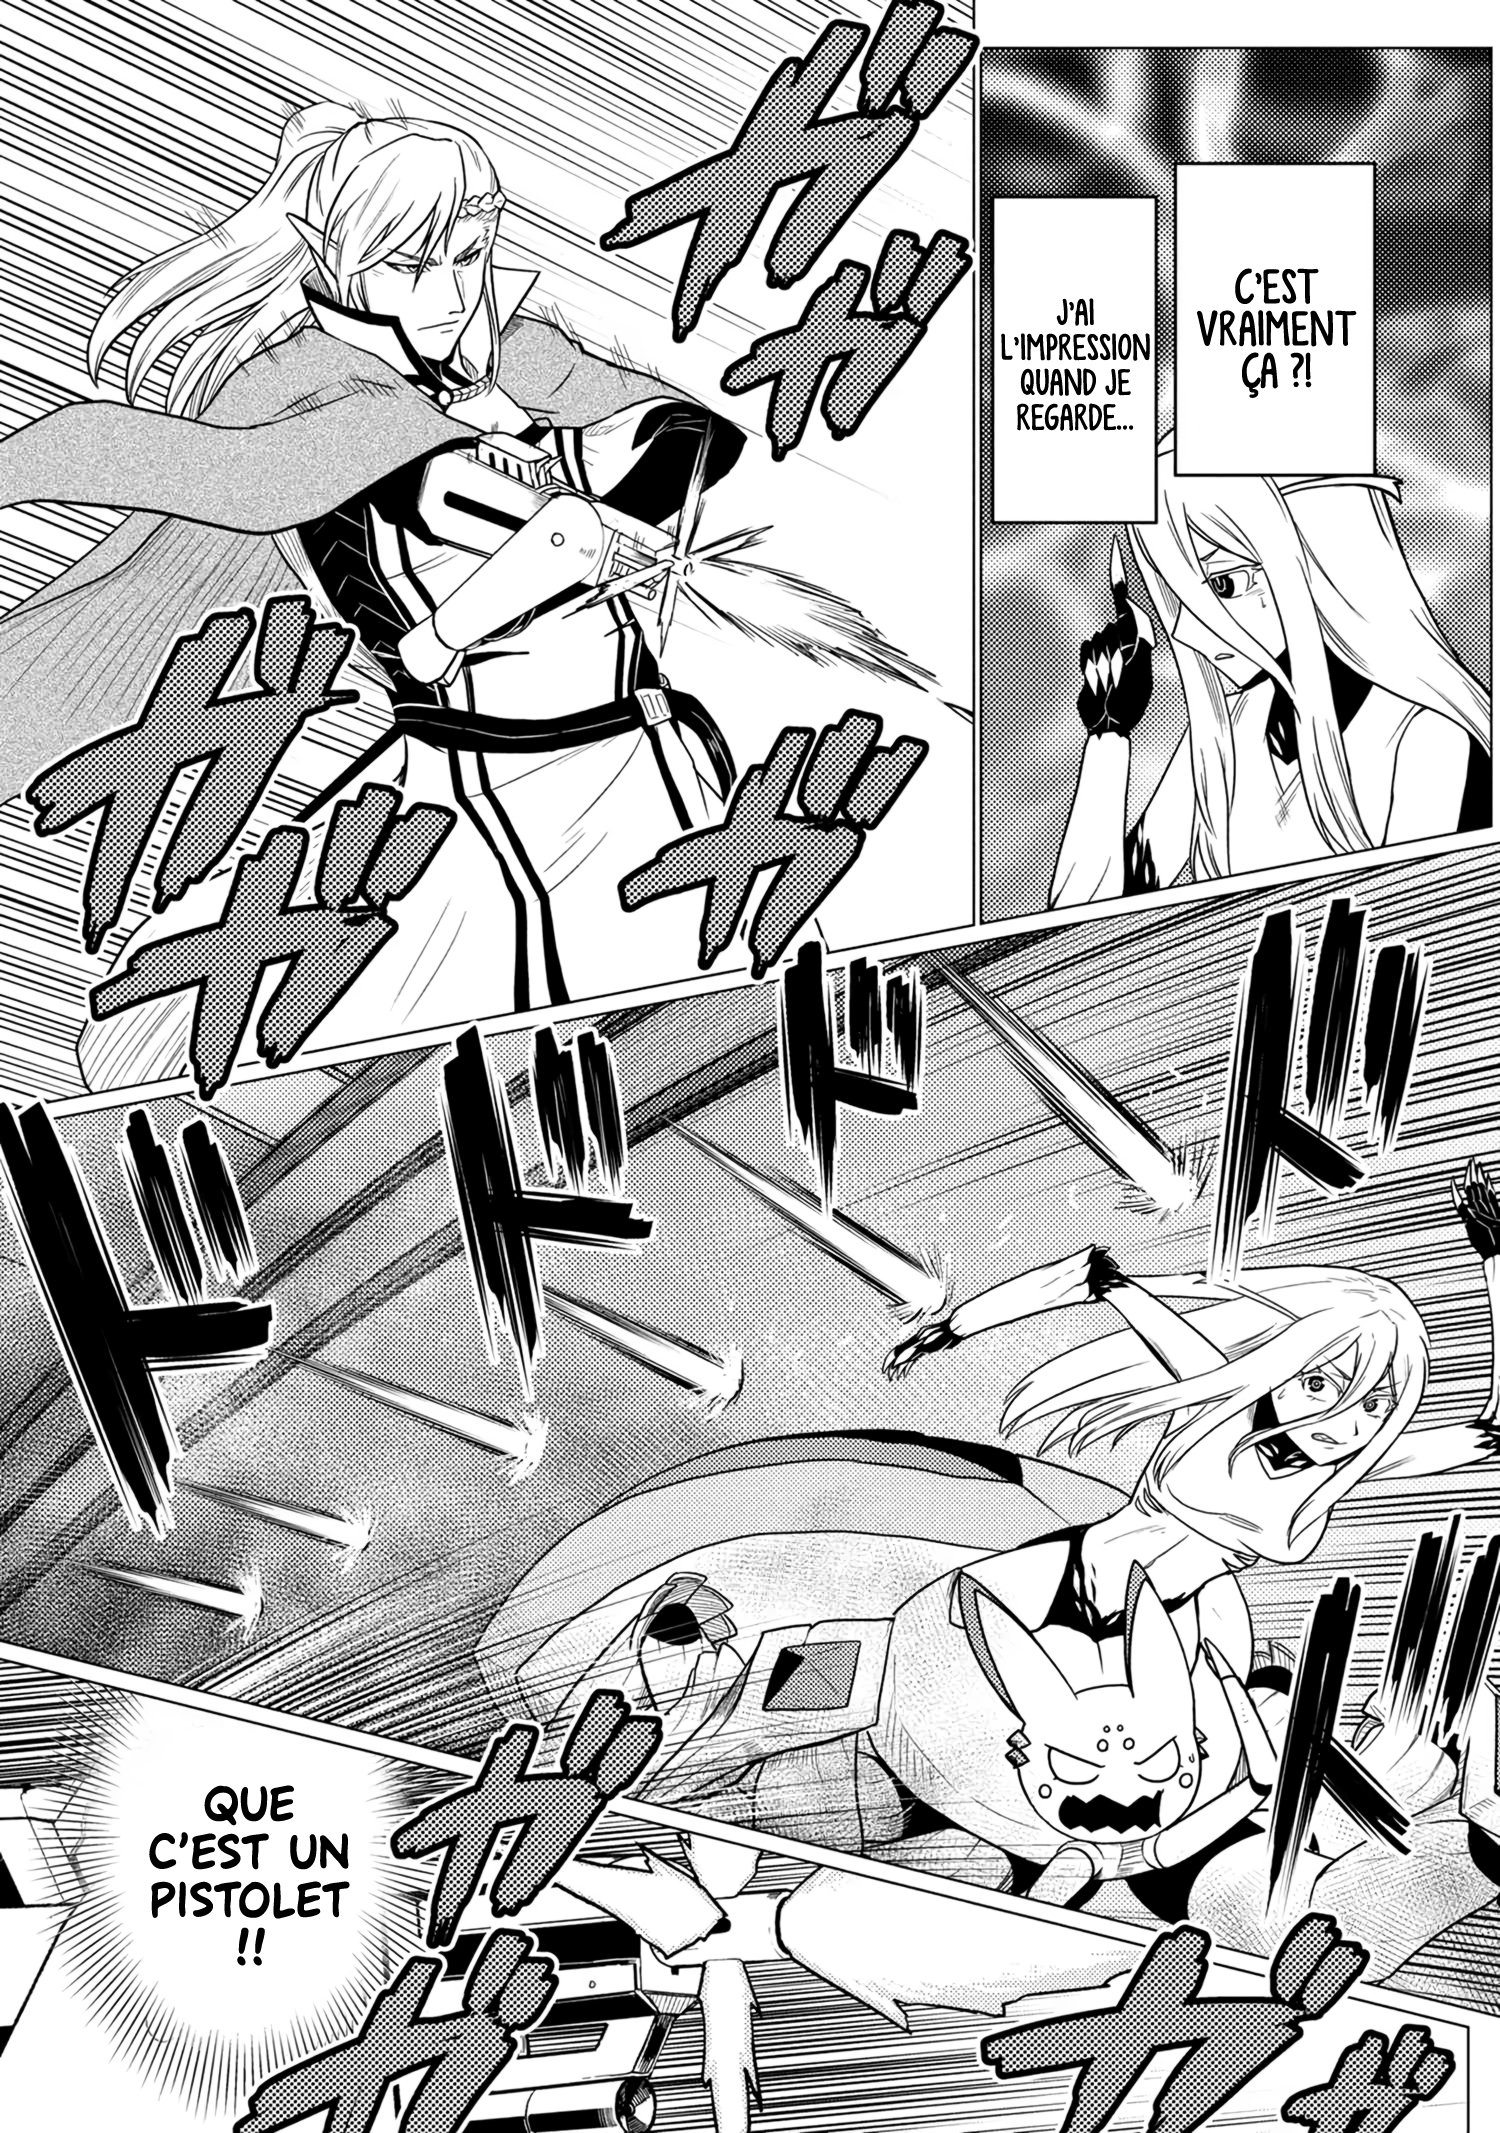 C'EST
VRAIMENT
ÇA ?!
J'AI
L'IMPRESSION
QUAND JE
REGARDE...
ガ
ガ
ガ
ガ
ガ
ド
ド
ド
ド
ド
QUE
C'EST UN
PISTOLET
!!
ガ
ガ
ガ
ガ